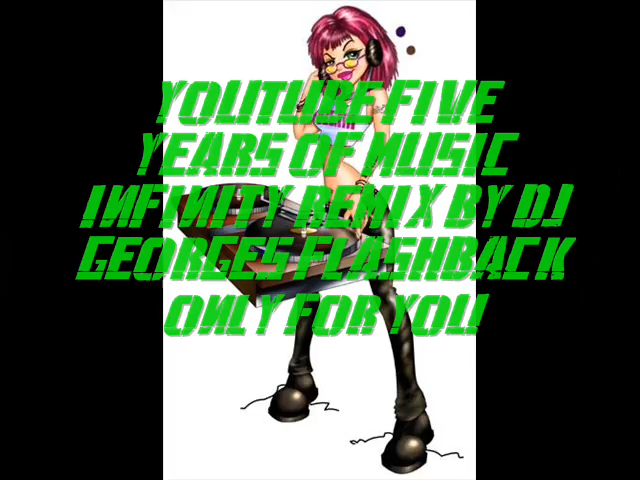 YOUTUBE FIVE
YEARS OF MUSIC
INFINITY REMIX BY DJ
GEORGES FLASHBACK
ONLY FOR YOU